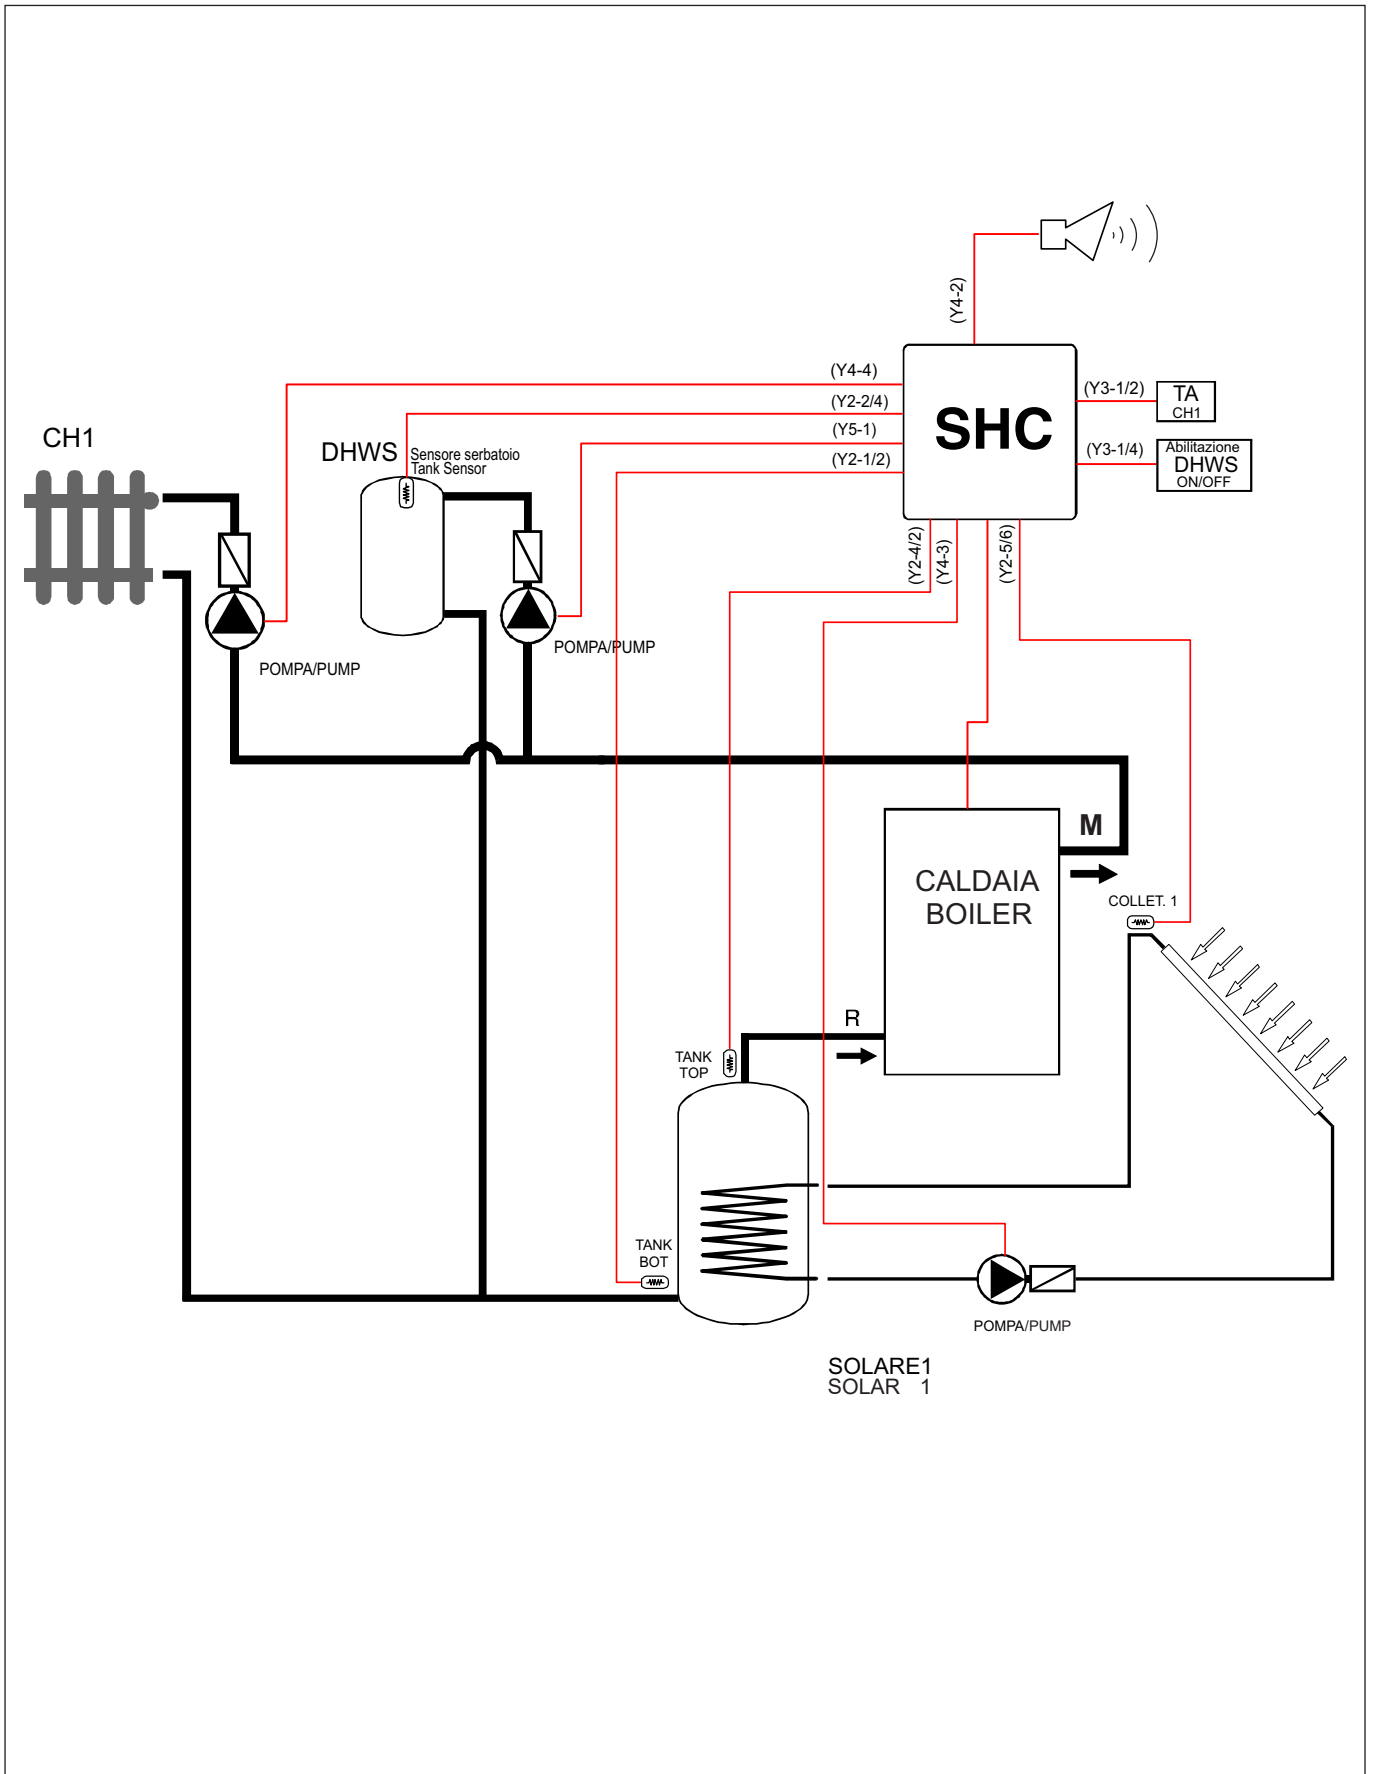 (Y4-2)
(Y4-4)
(Y2-2/4)
(Y5-1)
(Y2-1/2)
SHC
(Y3-1/2)
TA
CH1
(Y3-1/4)
Abilitazione
DHWS
ON/OFF
CH1
DHWS
Sensore serbatoio
Tank Sensor
(Y2-4/2)
(Y4-3)
(Y2-5/6)
POMPA/PUMP
POMPA/PUMP
M
CALDAIA
BOILER
COLLET. 1
R
TANK
TOP
TANK
BOT
POMPA/PUMP
SOLARE1
SOLAR 1